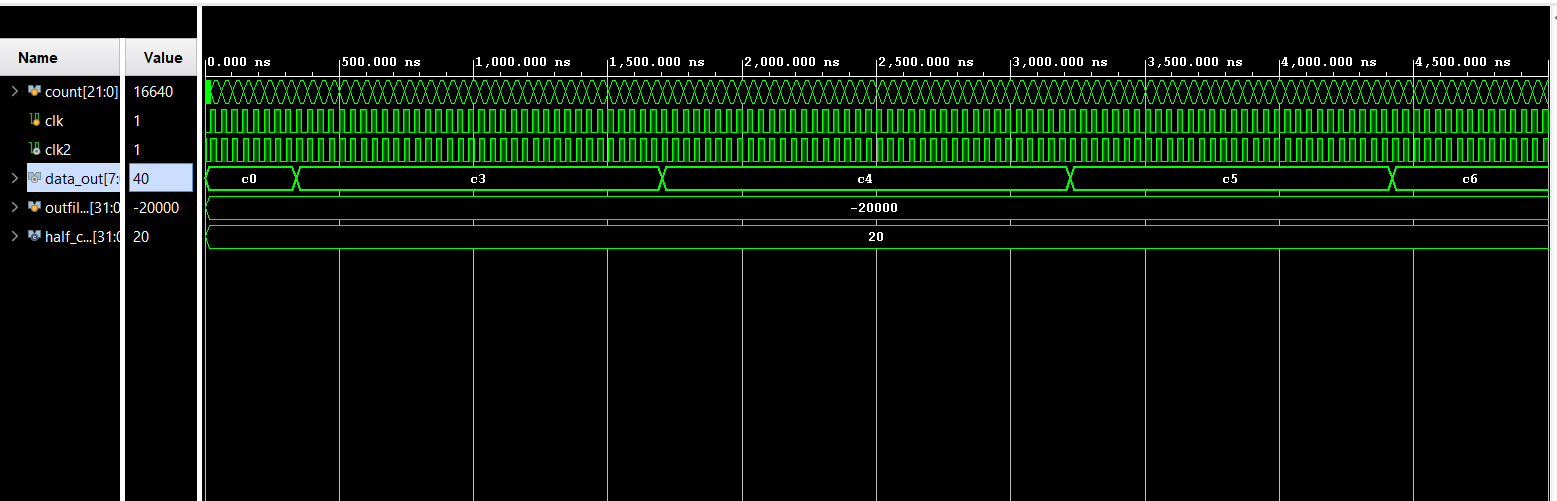 Name Value
0.000 ns 500.000 ns 1,000.000 ns 1,500.000 ns 2,000.000 ns 2,500.000 ns 3,000.000 ns 3,500.000 ns 4,000.000 ns 4,500.000 ns
count[21:0] 16640
clk 1
clk2 1
data_out[7: 40 c0 c3 c4 c5 c6
outfil...[31:0 -20000 -20000
half_c...[31:0 20 20